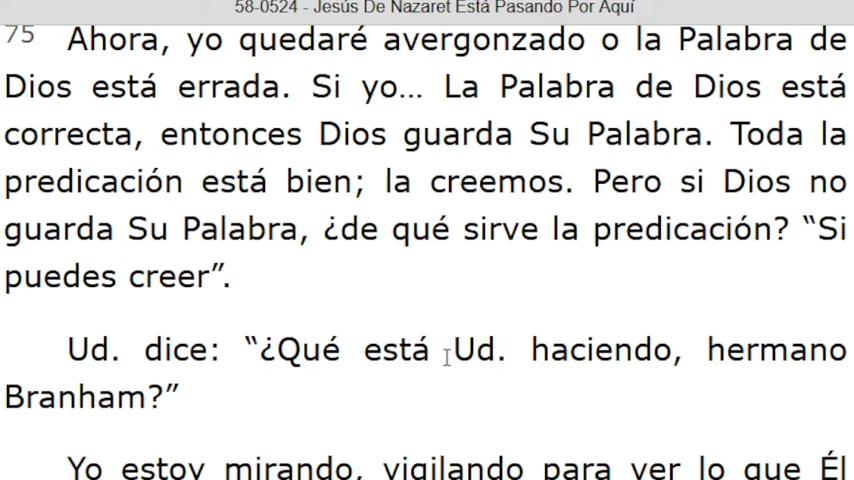 58-0524 - Jesús De Nazaret Está Pasando Por Aquí
75 Ahora, yo quedaré avergonzado o la Palabra de
Dios está errada. Si yo... La Palabra de Dios está
correcta, entonces Dios guarda Su Palabra. Toda la
predicación está bien; la creemos. Pero si Dios no
guarda Su Palabra, ¿de qué sirve la predicación? “Si
puedes creer”.
Ud. dice: “¿Qué está Ud. haciendo, hermano
Branham?”
Yo estoy mirando, vigilando para ver lo que Él